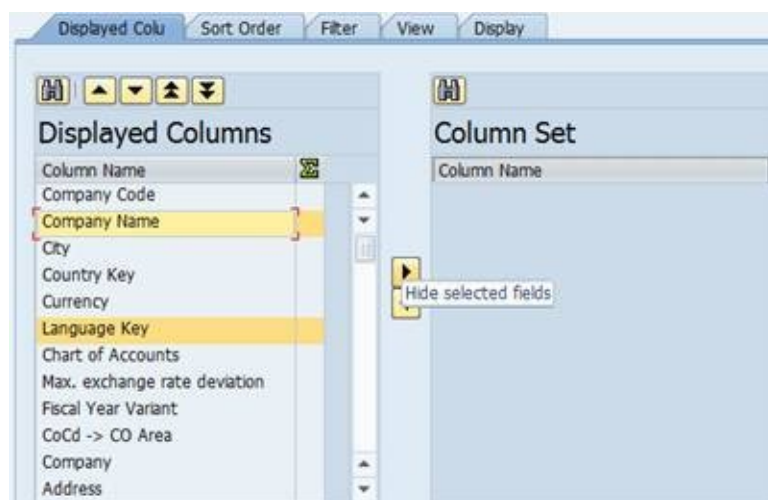 Displayed Colu Sort Order Filter View Display
Displayed Columns
Column Name
Company Code
Company Name
City
Country Key
Currency
Language Key
Chart of Accounts
Max. exchange rate deviation
Fiscal Year Variant
CoCd -> CO Area
Company
Address
Hide selected fields
Column Set
Column Name